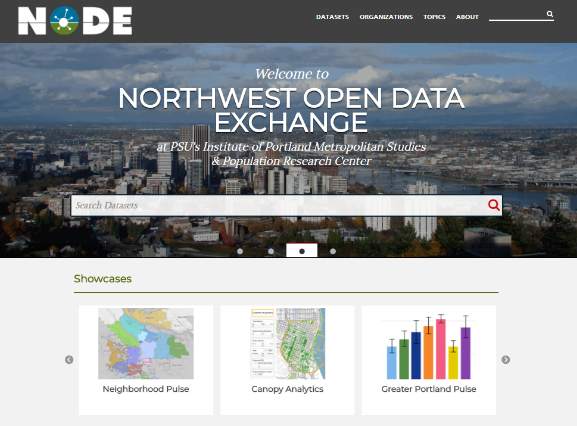 NODE
DATASETS ORGANIZATIONS TOPICS ABOUT
Welcome to
NORTHWEST OPEN DATA
EXCHANGE
at PSU's Institute of Portland Metropolitan Studies
& Population Research Center
Search Datasets
Showcases
Neighborhood Pulse
Canopy Analytics
Greater Portland Pulse